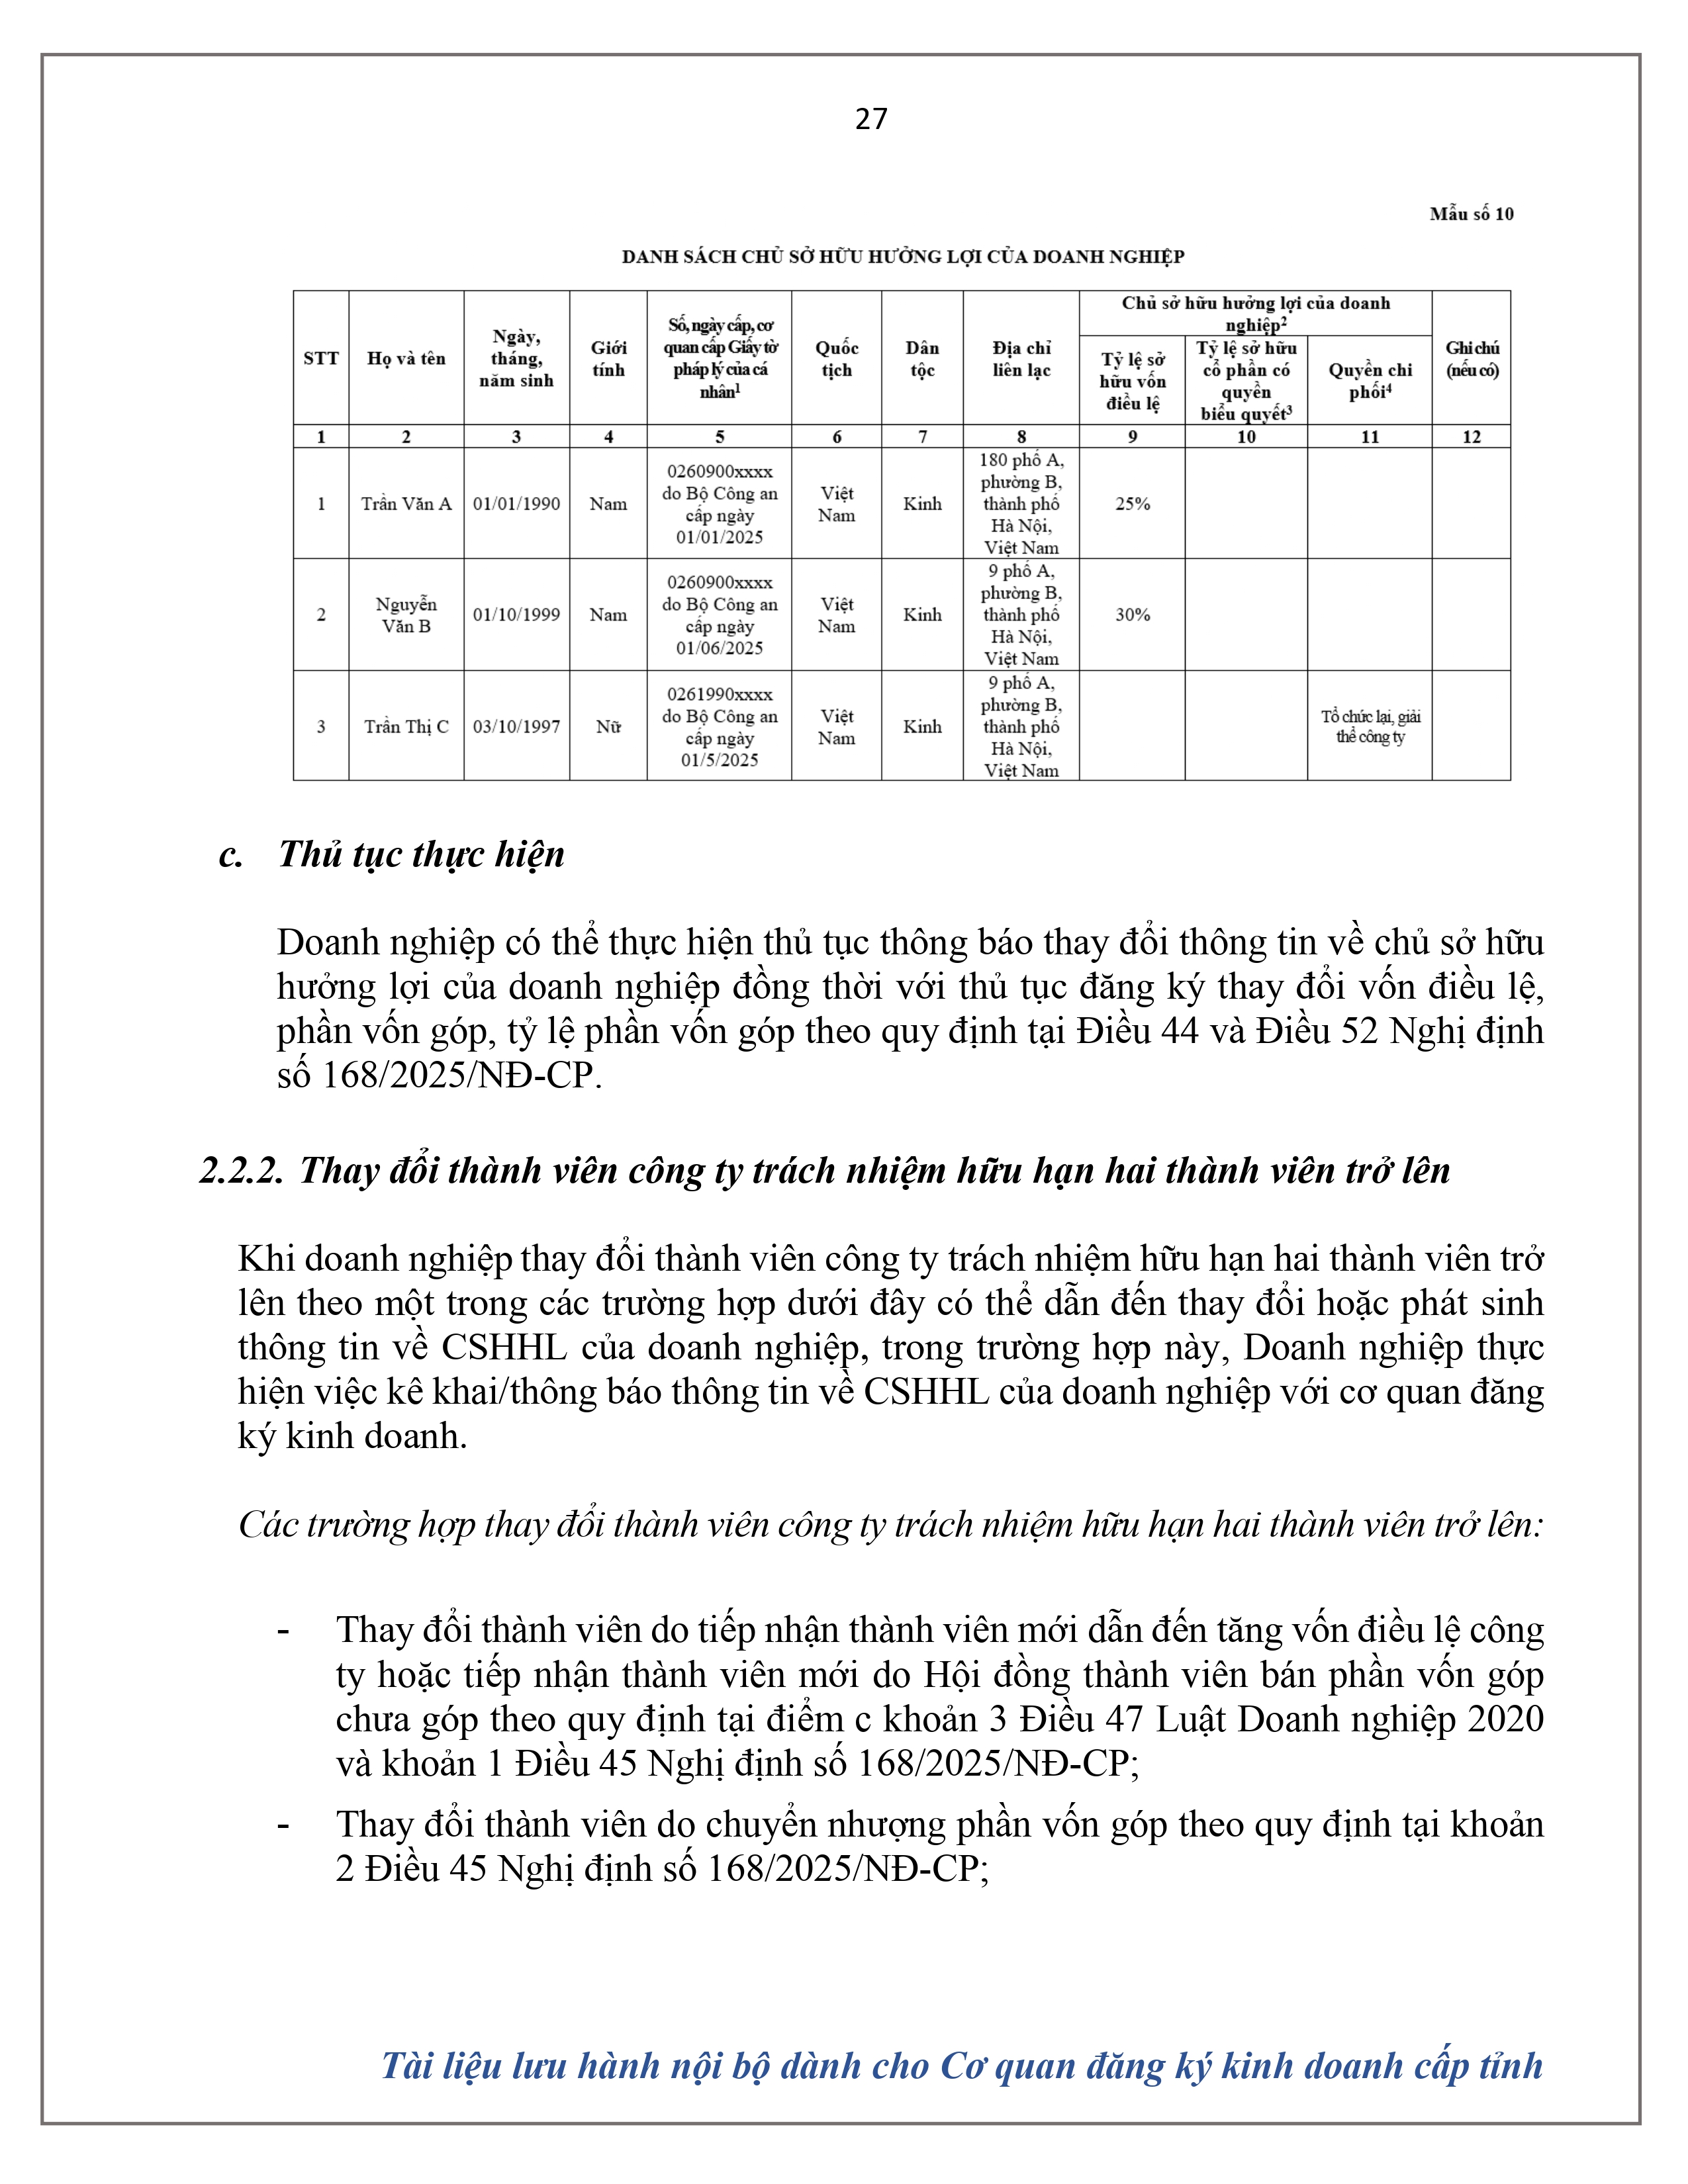 27
Mẫu số 10
DANH SÁCH CHỦ SỞ HỮU HƯỞNG LỢI CỦA DOANH NGHIỆP
STT
Họ và tên
Ngày,
tháng,
năm sinh
Giới
tính
Số, ngày cấp, cơ
quan cấp Giấy tờ
pháp lý của cá
nhân1
Quốc
tịch
Dân
tộc
Địa chỉ
liên lạc
Chủ sở hữu hưởng lợi của doanh
nghiệp2
Tỷ lệ sở
hữu vốn
điều lệ
Tỷ lệ sở hữu
cổ phần có
quyền
biểu quyết3
Quyền chi
phối4
Ghi chú
(nếu có)
1 2 3 4 5 6 7 8 9 10 11 12
1
Trần Văn A
01/01/1990
Nam
0260900xxxx
do Bộ Công an
cấp ngày
01/01/2025
Việt
Nam
Kinh
180 phố A,
phường B,
thành phố
Hà Nội,
Việt Nam
25%
2
Nguyễn
Văn B
01/10/1999
Nam
0260900xxxx
do Bộ Công an
cấp ngày
01/06/2025
Việt
Nam
Kinh
9 phố A,
phường B,
thành phố
Hà Nội,
Việt Nam
30%
3
Trần Thị C
03/10/1997
Nữ
0261990xxxx
do Bộ Công an
cấp ngày
01/5/2025
Việt
Nam
Kinh
9 phố A,
phường B,
thành phố
Hà Nội,
Việt Nam
Tổ chức lại, giải
thể công ty
c. Thủ tục thực hiện
Doanh nghiệp có thể thực hiện thủ tục thông báo thay đổi thông tin về chủ sở hữu
hưởng lợi của doanh nghiệp đồng thời với thủ tục đăng ký thay đổi vốn điều lệ,
phần vốn góp, tỷ lệ phần vốn góp theo quy định tại Điều 44 và Điều 52 Nghị định
số 168/2025/NĐ-CP.
2.2.2. Thay đổi thành viên công ty trách nhiệm hữu hạn hai thành viên trở lên
Khi doanh nghiệp thay đổi thành viên công ty trách nhiệm hữu hạn hai thành viên trở
lên theo một trong các trường hợp dưới đây có thể dẫn đến thay đổi hoặc phát sinh
thông tin về CSHHL của doanh nghiệp, trong trường hợp này, Doanh nghiệp thực
hiện việc kê khai/thông báo thông tin về CSHHL của doanh nghiệp với cơ quan đăng
ký kinh doanh.
Các trường hợp thay đổi thành viên công ty trách nhiệm hữu hạn hai thành viên trở lên:
- Thay đổi thành viên do tiếp nhận thành viên mới dẫn đến tăng vốn điều lệ công
ty hoặc tiếp nhận thành viên mới do Hội đồng thành viên bán phần vốn góp
chưa góp theo quy định tại điểm c khoản 3 Điều 47 Luật Doanh nghiệp 2020
và khoản 1 Điều 45 Nghị định số 168/2025/NĐ-CP;
- Thay đổi thành viên do chuyển nhượng phần vốn góp theo quy định tại khoản
2 Điều 45 Nghị định số 168/2025/NĐ-CP;
Tài liệu lưu hành nội bộ dành cho Cơ quan đăng ký kinh doanh cấp tỉnh